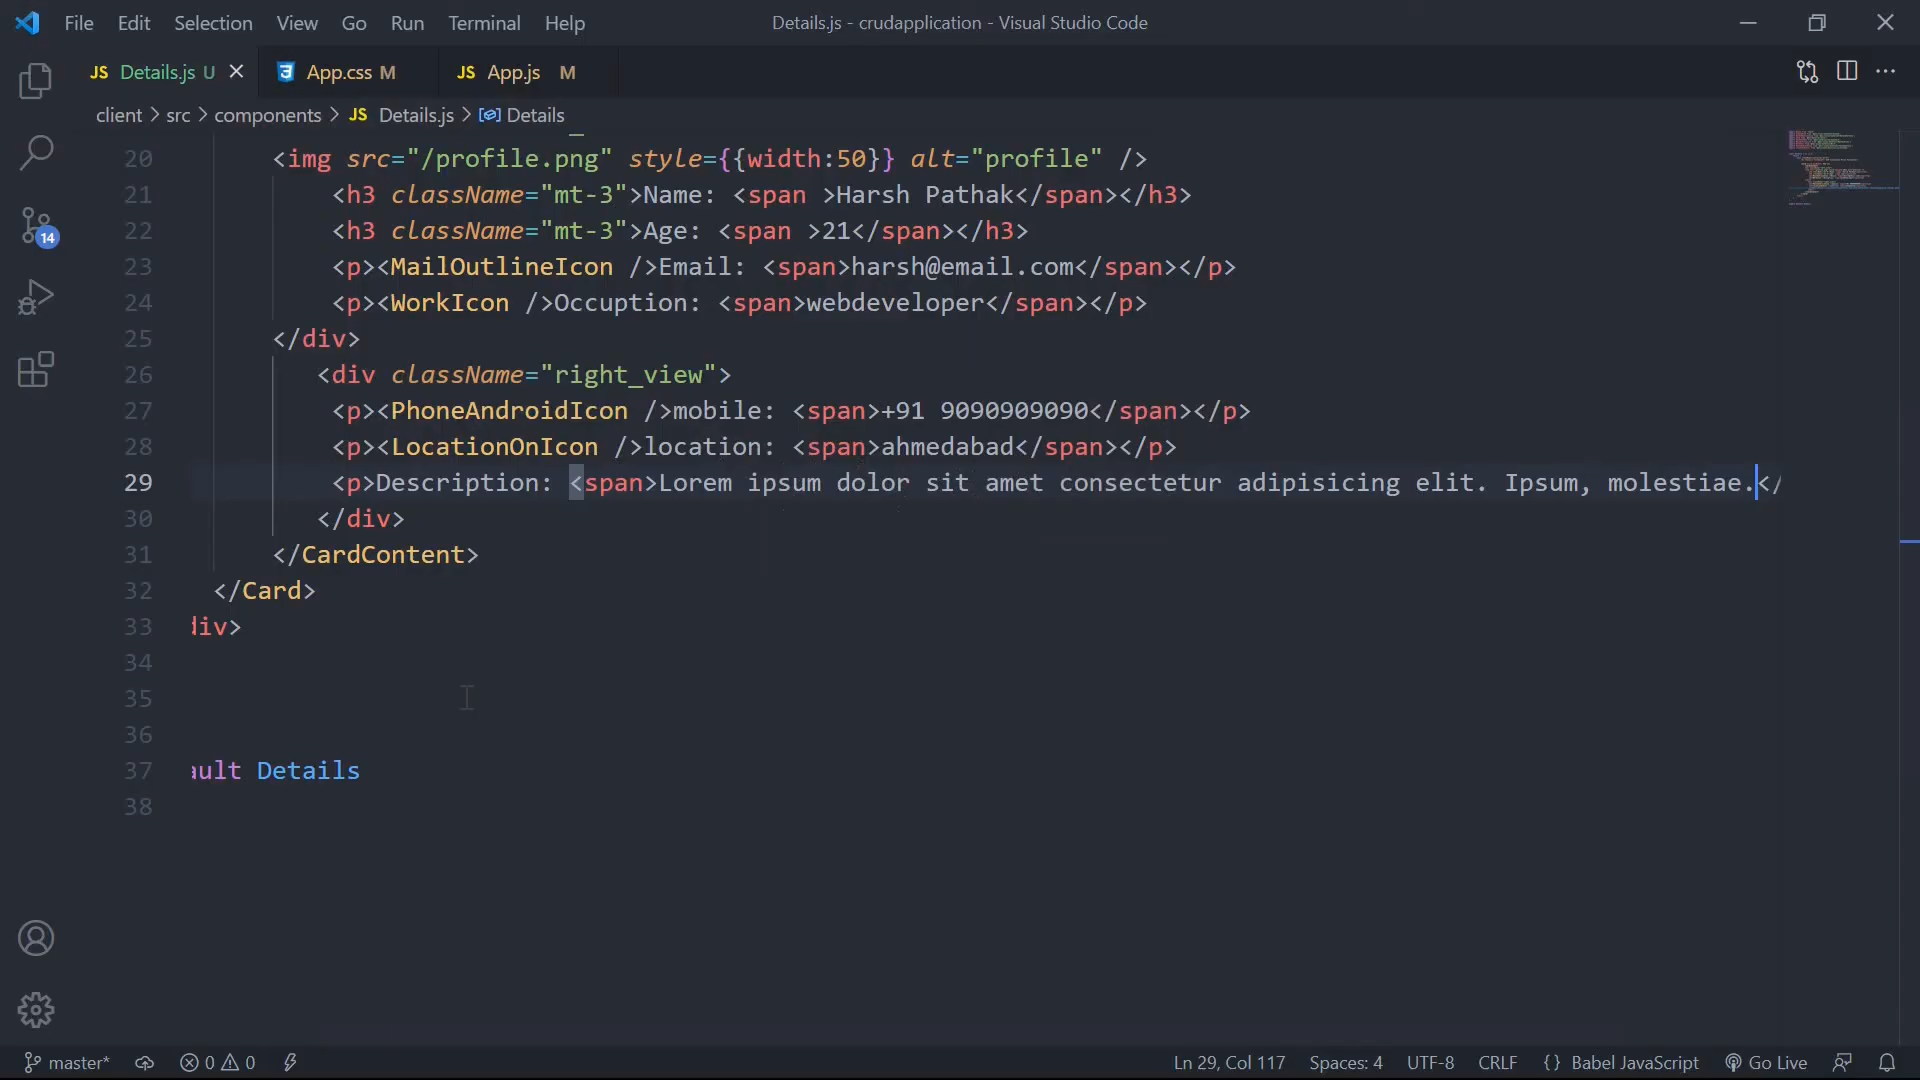 File Edit Selection View Go Run Terminal Help Details.js - crudapplication - Visual Studio Code
JS Details.js U App.css M JS App.js M
client > src > components > JS Details.js > Details
20 <img src="/profile.png" style={{width:50}} alt="profile" />
21 <h3 className="mt-3">Name: <span >Harsh Pathak</span></h3>
22 <h3 className="mt-3">Age: <span >21</span></h3>
23 <p><MailOutlineIcon />Email: <span>harsh@email.com</span></p>
24 <p><WorkIcon />Occuption: <span>webdeveloper</span></p>
25 </div>
26 <div className="right_view">
27 <p><PhoneAndroidIcon />mobile: <span>+91 9090909090</span></p>
28 <p><LocationOnIcon />location: <span>ahmedabad</span></p>
29 <p>Description: <span>Lorem ipsum dolor sit amet consectetur adipisicing elit. Ipsum, molestiae.</
30 </div>
31 </CardContent>
32 </Card>
33 div>
34
35
36
37 ault Details
38
14
master* 0 0 Ln 29, Col 117 Spaces: 4 UTF-8 CRLF {} Babel JavaScript Go Live